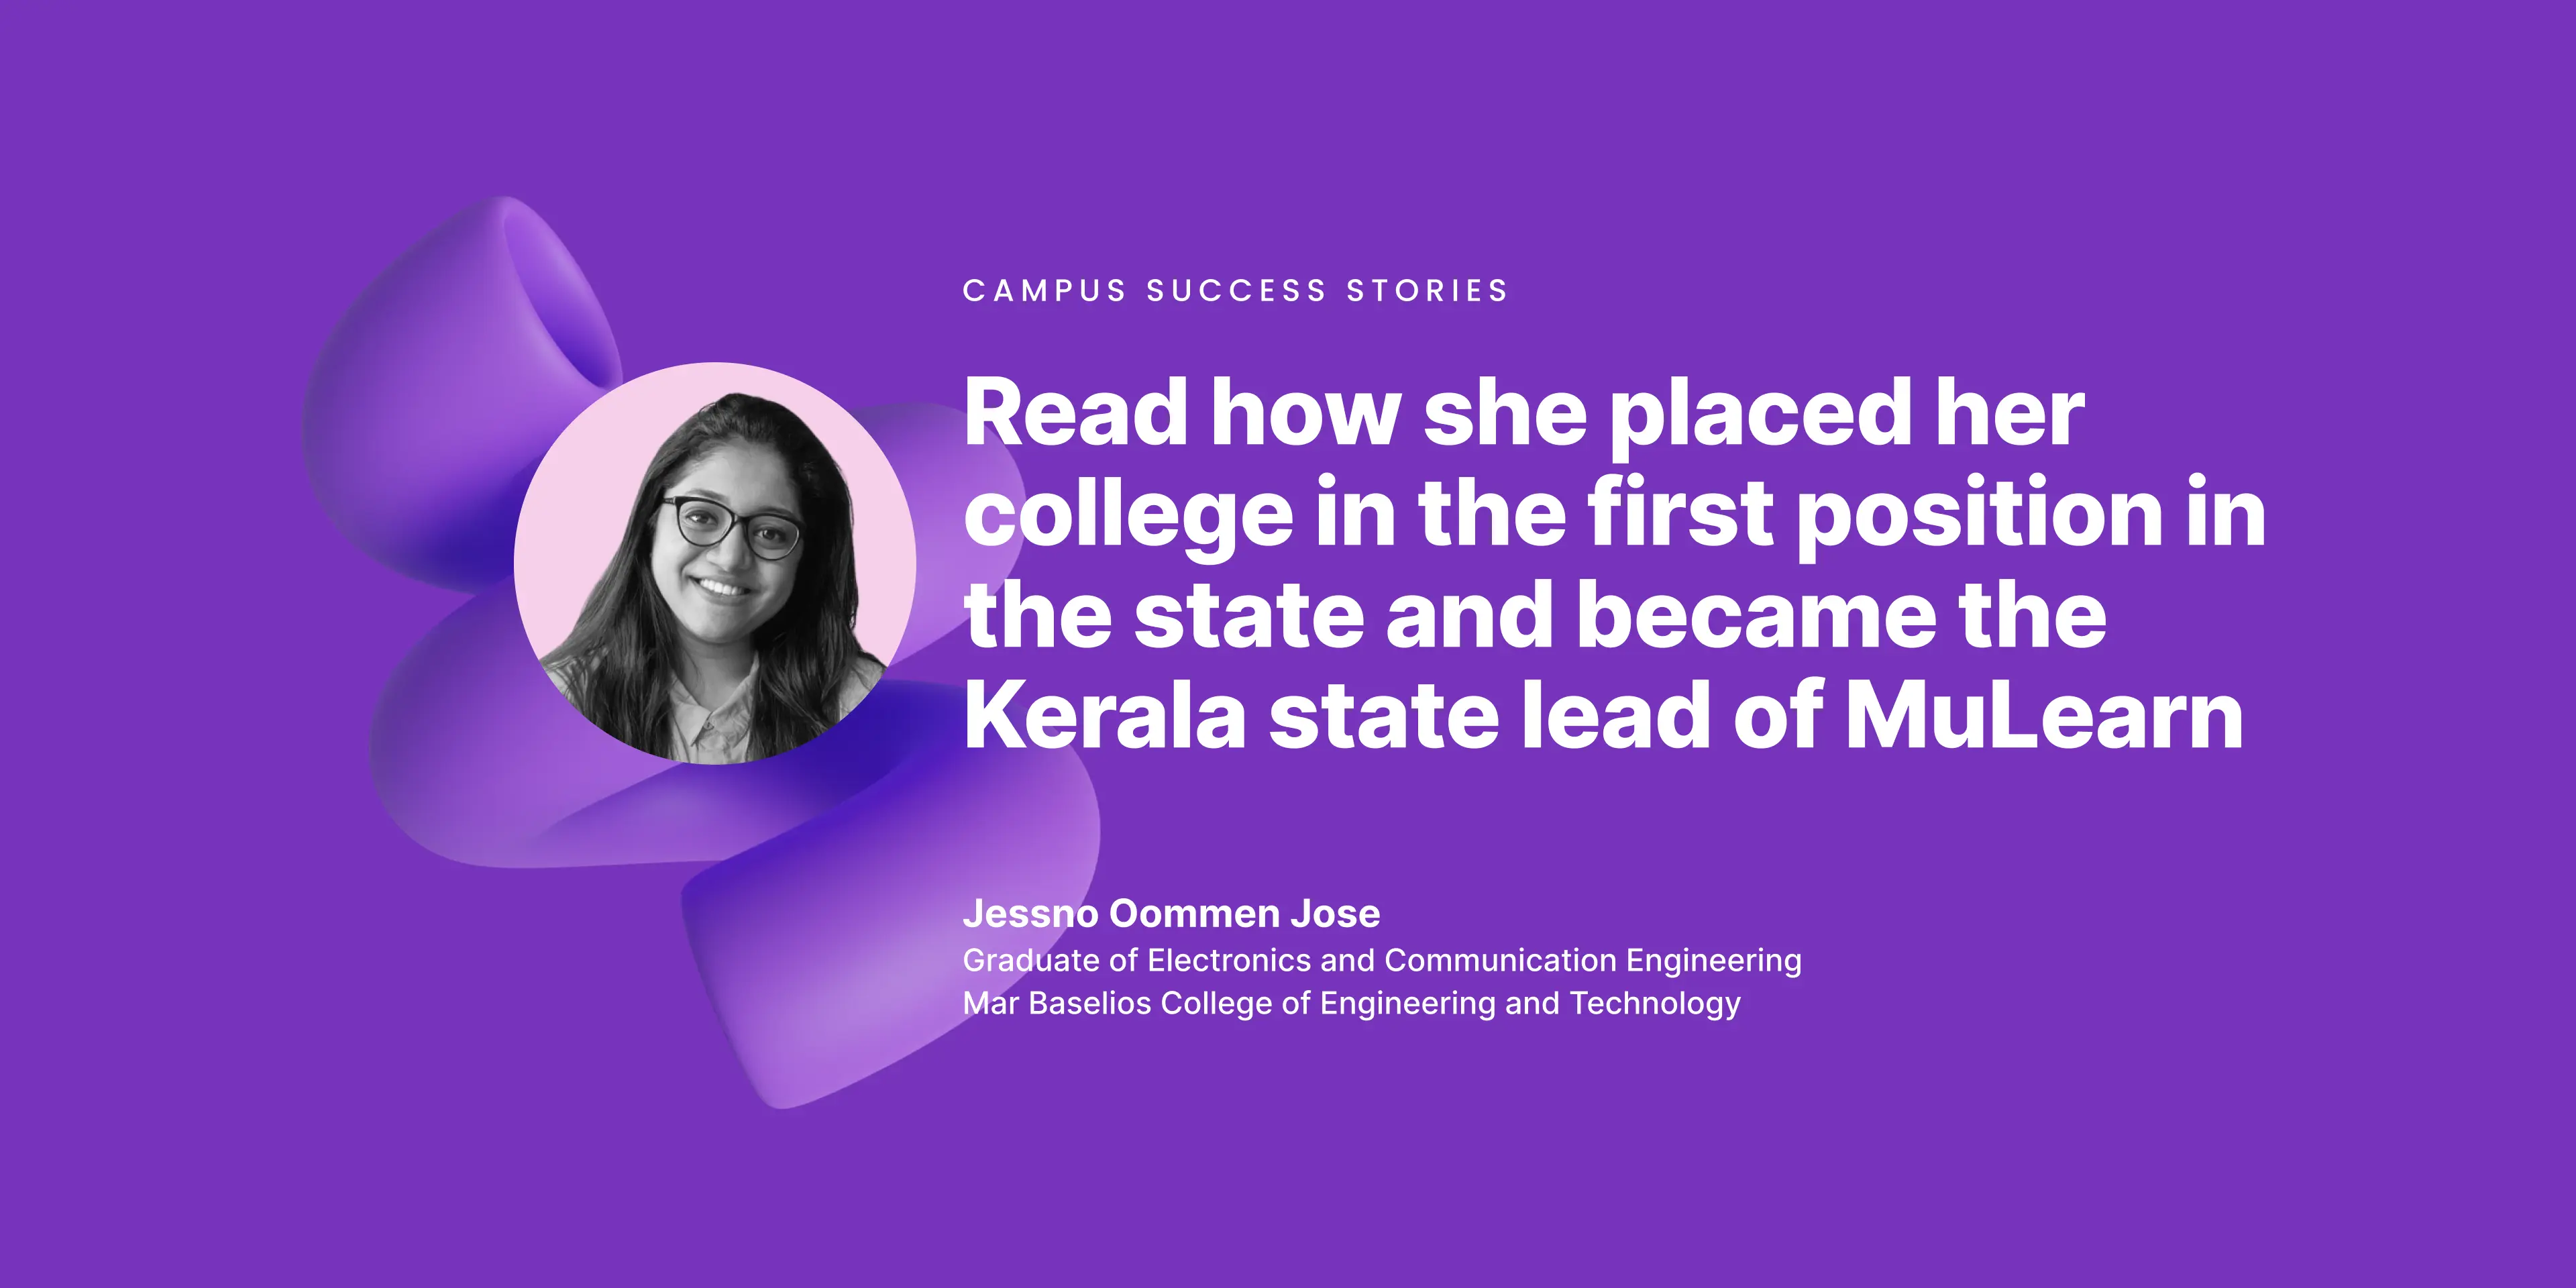 CAMPUS SUCCESS STORIES
Read how she placed her
college in the first position in
the state and became the
Kerala state lead of MuLearn
Jessno Oommen Jose
Graduate of Electronics and Communication Engineering
Mar Baselios College of Engineering and Technology